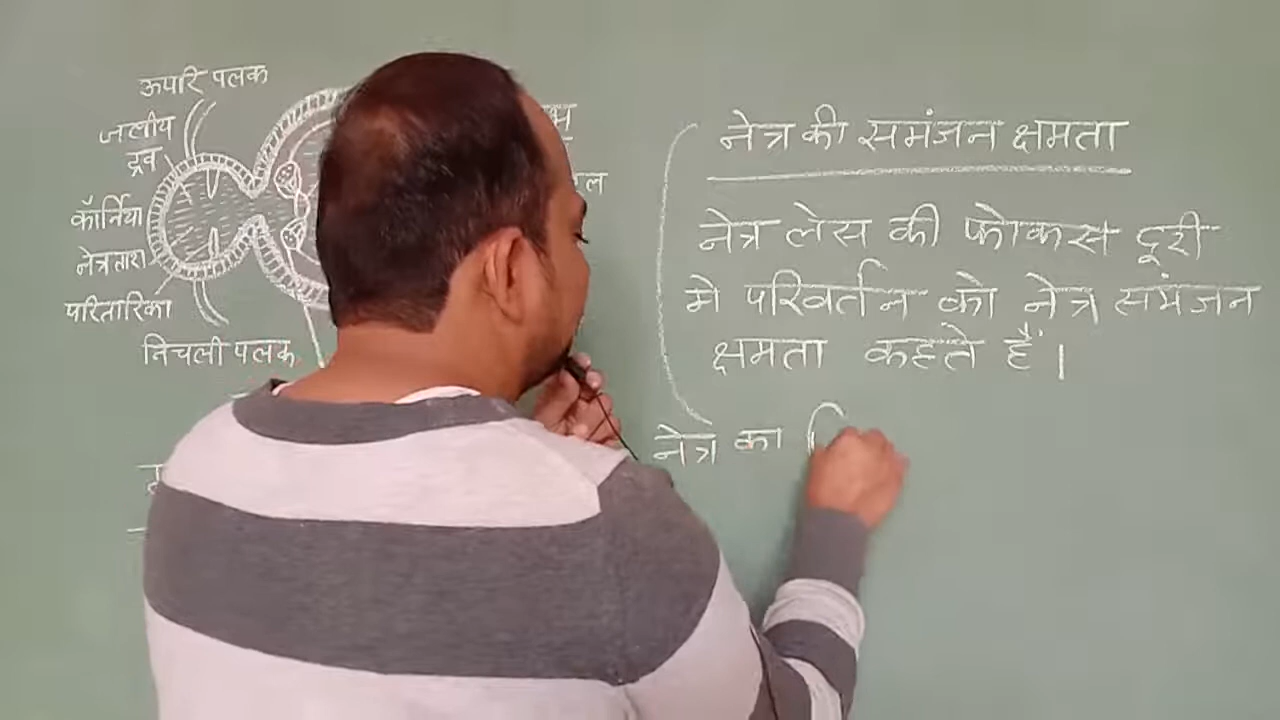 ऊपरि पलक
जलीय
द्रव
कॉर्निया
नेत्रतारा
परितारिका
निचली पलक
नेत्र की समंजन क्षमता
नेत्र लेंस की फोकस दूरी
मे परिवर्तन को नेत्र समंजन
क्षमता कहते हैं।
नेत्र का